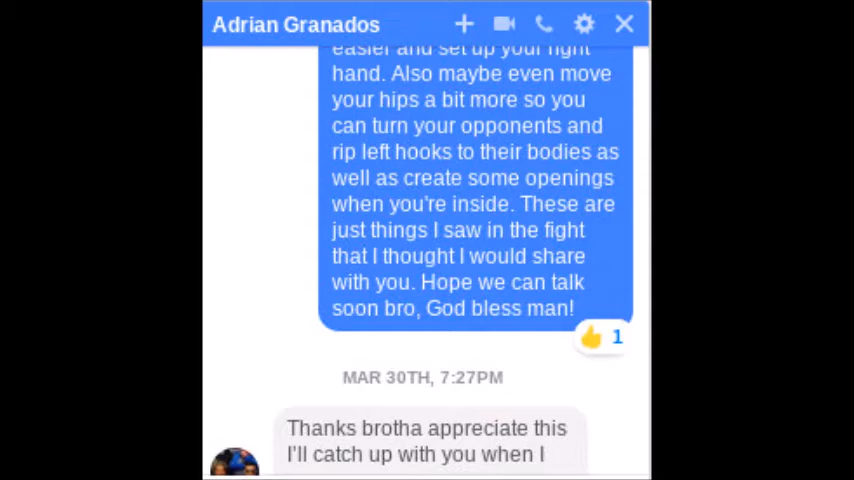 Adrian Granados
easier and set up your right
hand. Also maybe even move
your hips a bit more so you
can turn your opponents and
rip left hooks to their bodies as
well as create some openings
when you're inside. These are
just things I saw in the fight
that I thought I would share
with you. Hope we can talk
soon bro, God bless man!
1
MAR 30TH, 7:27PM
Thanks brotha appreciate this
I'll catch up with you when I